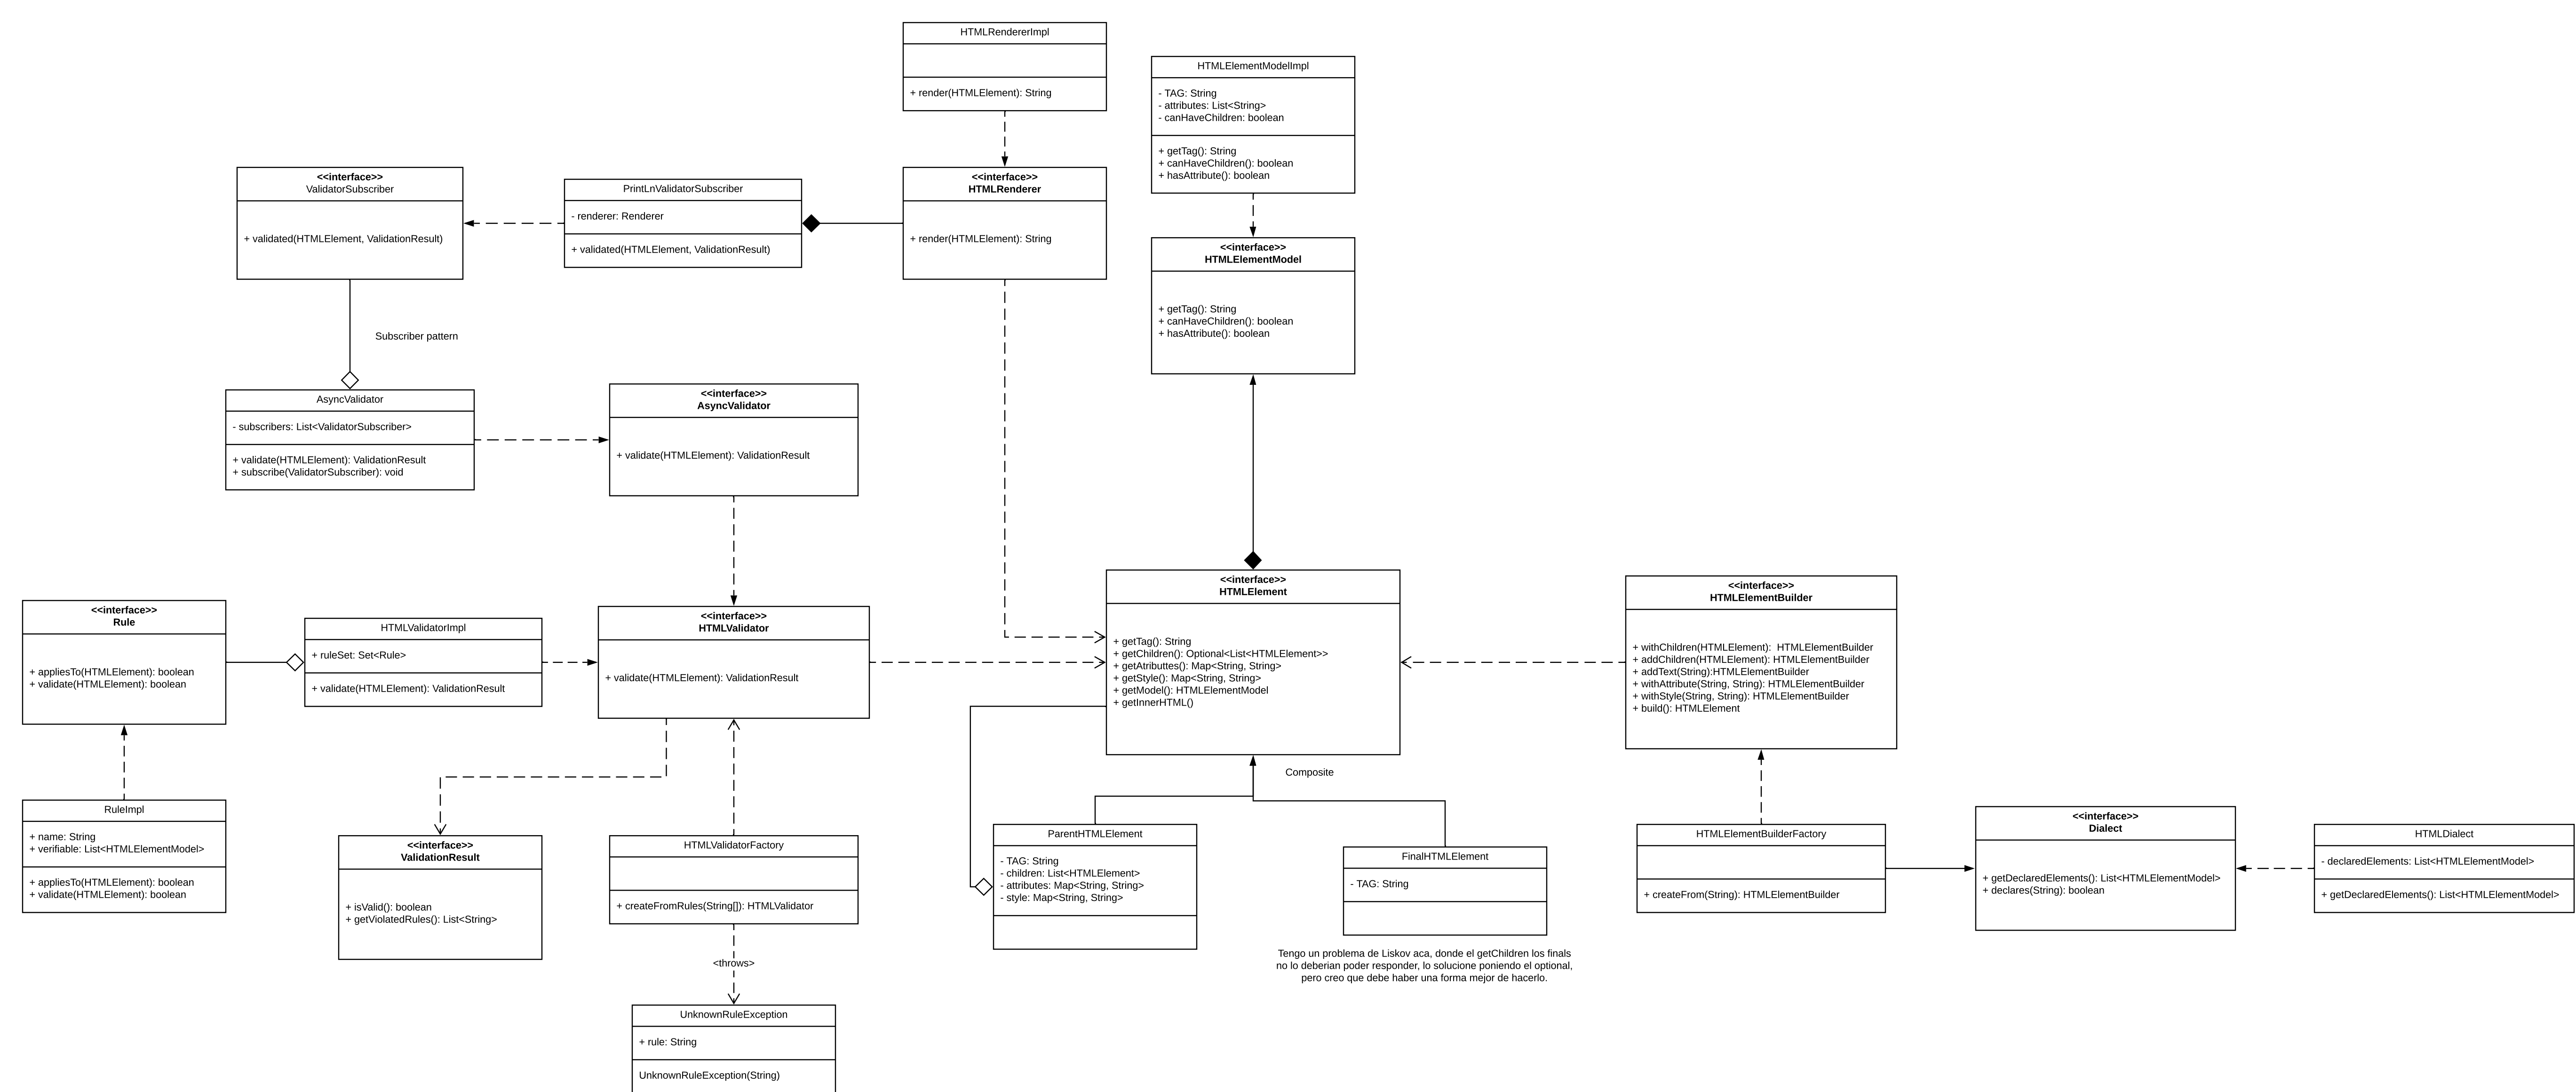 HTMLRendererImpl
+ render(HTMLElement): String
HTMLElementModelImpl
- TAG: String
- attributes: List<String>
- canHaveChildren: boolean
+ getTag(): String
+ canHaveChildren(): boolean
+ hasAttribute(): boolean
<<interface>>
ValidatorSubscriber
+ validated(HTMLElement, ValidationResult)
PrintLnValidatorSubscriber
- renderer: Renderer
+ validated(HTMLElement, ValidationResult)
<<interface>>
HTMLRenderer
+ render(HTMLElement): String
<<interface>>
HTMLElementModel
+ getTag(): String
+ canHaveChildren(): boolean
+ hasAttribute(): boolean
Subscriber pattern
AsyncValidator
- subscribers: List<ValidatorSubscriber>
+ validate(HTMLElement): ValidationResult
+ subscribe(ValidatorSubscriber): void
<<interface>>
AsyncValidator
+ validate(HTMLElement): ValidationResult
<<interface>>
Rule
+ appliesTo(HTMLElement): boolean
+ validate(HTMLElement): boolean
HTMLValidatorImpl
+ ruleSet: Set<Rule>
+ validate(HTMLElement): ValidationResult
<<interface>>
HTMLValidator
+ validate(HTMLElement): ValidationResult
<<interface>>
HTMLElement
+ getTag(): String
+ getChildren(): Optional<List<HTMLElement>>
+ getAtributtes(): Map<String, String>
+ getStyle(): Map<String, String>
+ getModel(): HTMLElementModel
+ getInnerHTML()
<<interface>>
HTMLElementBuilder
+ withChildren(HTMLElement):  HTMLElementBuilder
+ addChildren(HTMLElement): HTMLElementBuilder
+ addText(String):HTMLElementBuilder
+ withAttribute(String, String): HTMLElementBuilder
+ withStyle(String, String): HTMLElementBuilder
+ build(): HTMLElement
Composite
RuleImpl
+ name: String
+ verifiable: List<HTMLElementModel>
+ appliesTo(HTMLElement): boolean
+ validate(HTMLElement): boolean
<<interface>>
ValidationResult
+ isValid(): boolean
+ getViolatedRules(): List<String>
HTMLValidatorFactory
+ createFromRules(String[]): HTMLValidator
<throws>
UnknownRuleException
+ rule: String
UnknownRuleException(String)
ParentHTMLElement
- TAG: String
- children: List<HTMLElement>
- attributes: Map<String, String>
- style: Map<String, String>
FinalHTMLElement
- TAG: String
Tengo un problema de Liskov aca, donde el getChildren los finals
no lo deberian poder responder, lo solucione poniendo el optional,
pero creo que debe haber una forma mejor de hacerlo.
HTMLElementBuilderFactory
+ createFrom(String): HTMLElementBuilder
<<interface>>
Dialect
+ getDeclaredElements(): List<HTMLElementModel>
+ declares(String): boolean
HTMLDialect
- declaredElements: List<HTMLElementModel>
+ getDeclaredElements(): List<HTMLElementModel>